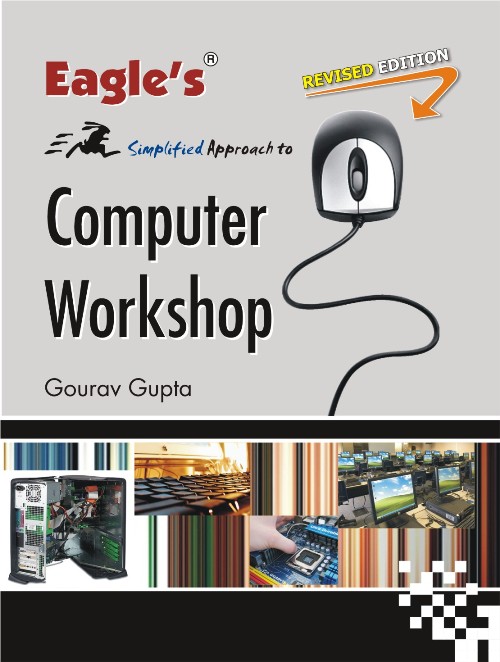 Eagle's®
REVISED EDITION
Simplified Approach to
Computer
Workshop
Gourav Gupta